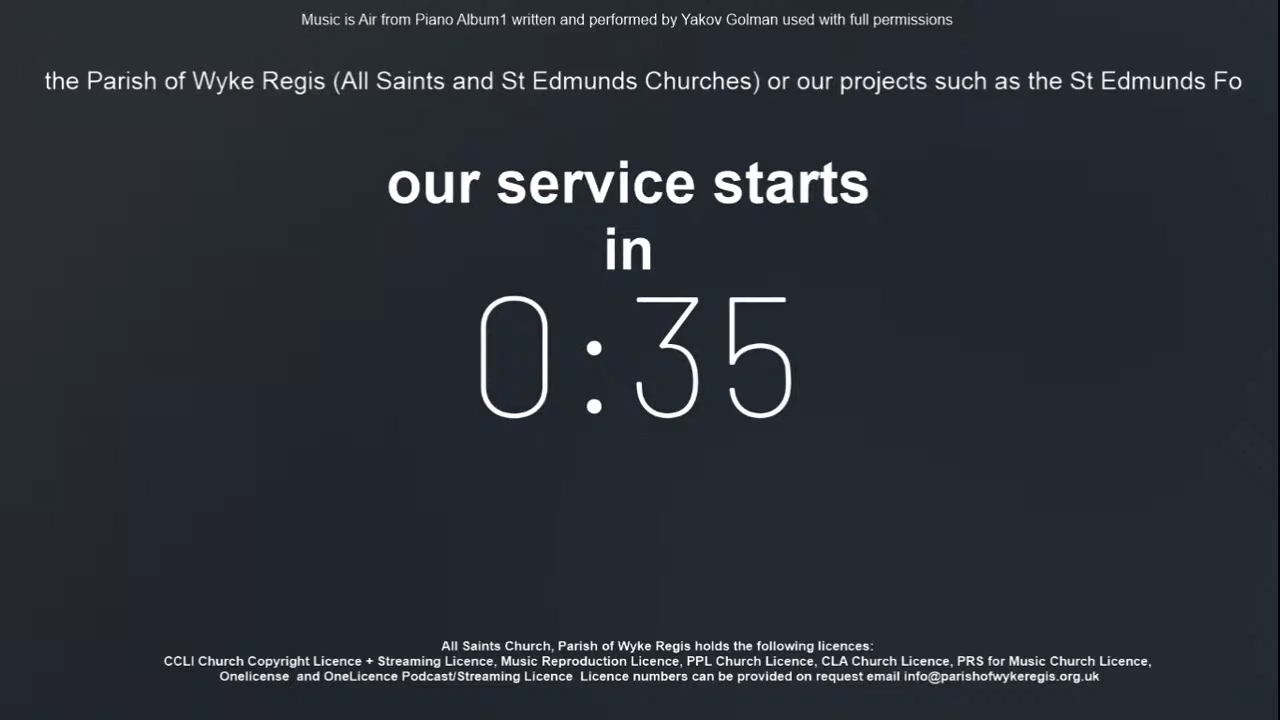 Music is Air from Piano Album1 written and performed by Yakov Golman used with full permissions
the Parish of Wyke Regis (All Saints and St Edmunds Churches) or our projects such as the St Edmunds Fo
our service starts
in
0:35
All Saints Church, Parish of Wyke Regis holds the following licences:
CCLI Church Copyright Licence + Streaming Licence, Music Reproduction Licence, PPL Church Licence, CLA Church Licence, PRS for Music Church Licence,
Onelicense and OneLicence Podcast/Streaming Licence Licence numbers can be provided on request email info@parishofwykeregis.org.uk